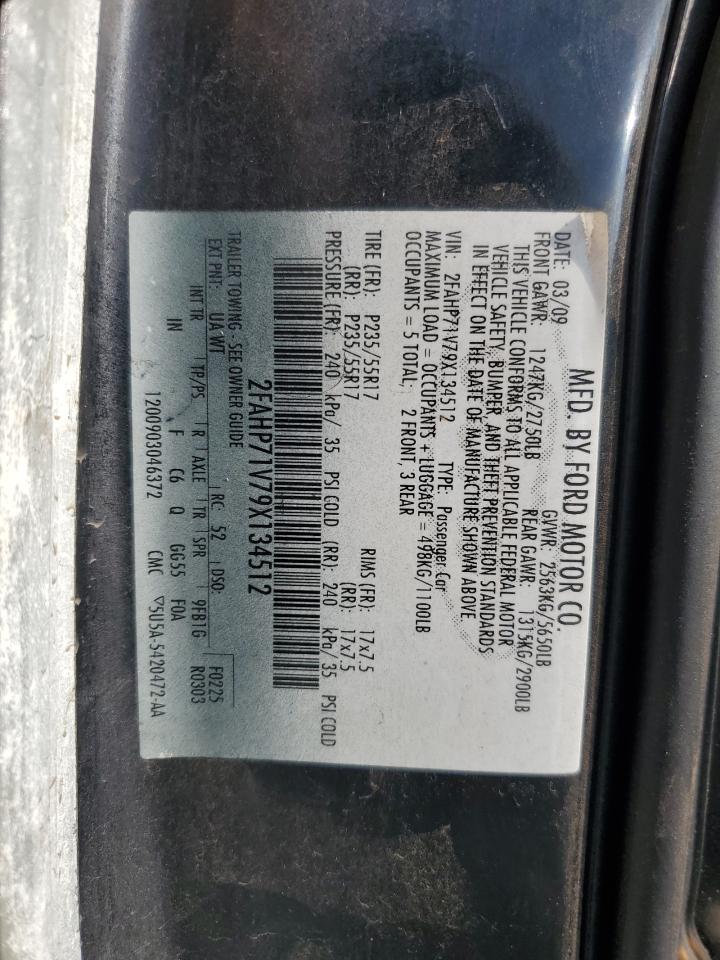 MFD. BY FORD MOTOR CO.
DATE: 03/09 GVWR: 2563KG/5650LB
FRONT GAWR: 1247KG/2750LB REAR GAWR: 1315KG/2900LB
THIS VEHICLE CONFORMS TO ALL APPLICABLE FEDERAL MOTOR
VEHICLE SAFETY, BUMPER, AND THEFT PREVENTION STANDARDS
IN EFFECT ON THE DATE OF MANUFACTURE SHOWN ABOVE.
VIN: 2FAHP71V79X134512 TYPE: Passenger Car
MAXIMUM LOAD = OCCUPANTS + LUGGAGE = 498KG/1100LB
OCCUPANTS = 5 TOTAL; 2 FRONT, 3 REAR
TIRE (FR): P235/55R17 RIMS (FR): 17x7.5
(RR): P235/55R17 (RR): 17x7.5
PRESSURE (FR): 240 kPa/ 35 PSI COLD (RR): 240 kPa/35 PSI COLD
2FAHP71V79X134512
TRAILER TOWING - SEE OWNER GUIDE
EXT PNT: UA WT RC: 52 DSO: F0225
INT TR TP/PS R AXLE TR SPR 9FB1G R0303
IN F C6 Q GG55 F0A
1200903046372 CMC ▽5U5A-5420472-AA